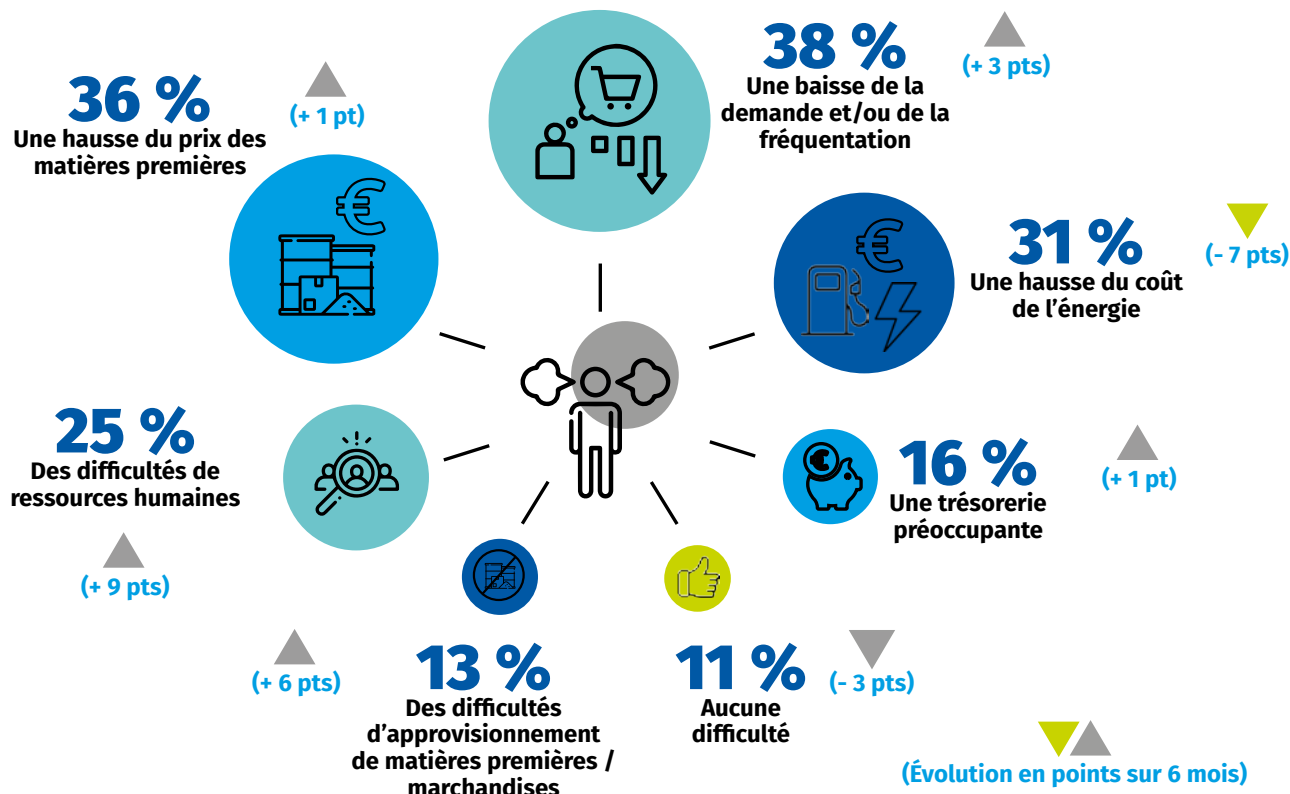 38 %
(+ 3 pts)
Une baisse de la
demande et/ou de la
fréquentation
36 %
(+ 1 pt)
Une hausse du prix des
matières premières
€
31 %
(- 7 pts)
Une hausse du coût
de l’énergie
€
25 %
Des difficultés de
ressources humaines
(+ 9 pts)
16 %
(+ 1 pt)
Une trésorerie
préoccupante
€
(+ 6 pts)
13 %
Des difficultés
d’approvisionnement
de matières premières /
marchandises
11 %
(- 3 pts)
Aucune
difficulté
(Évolution en points sur 6 mois)